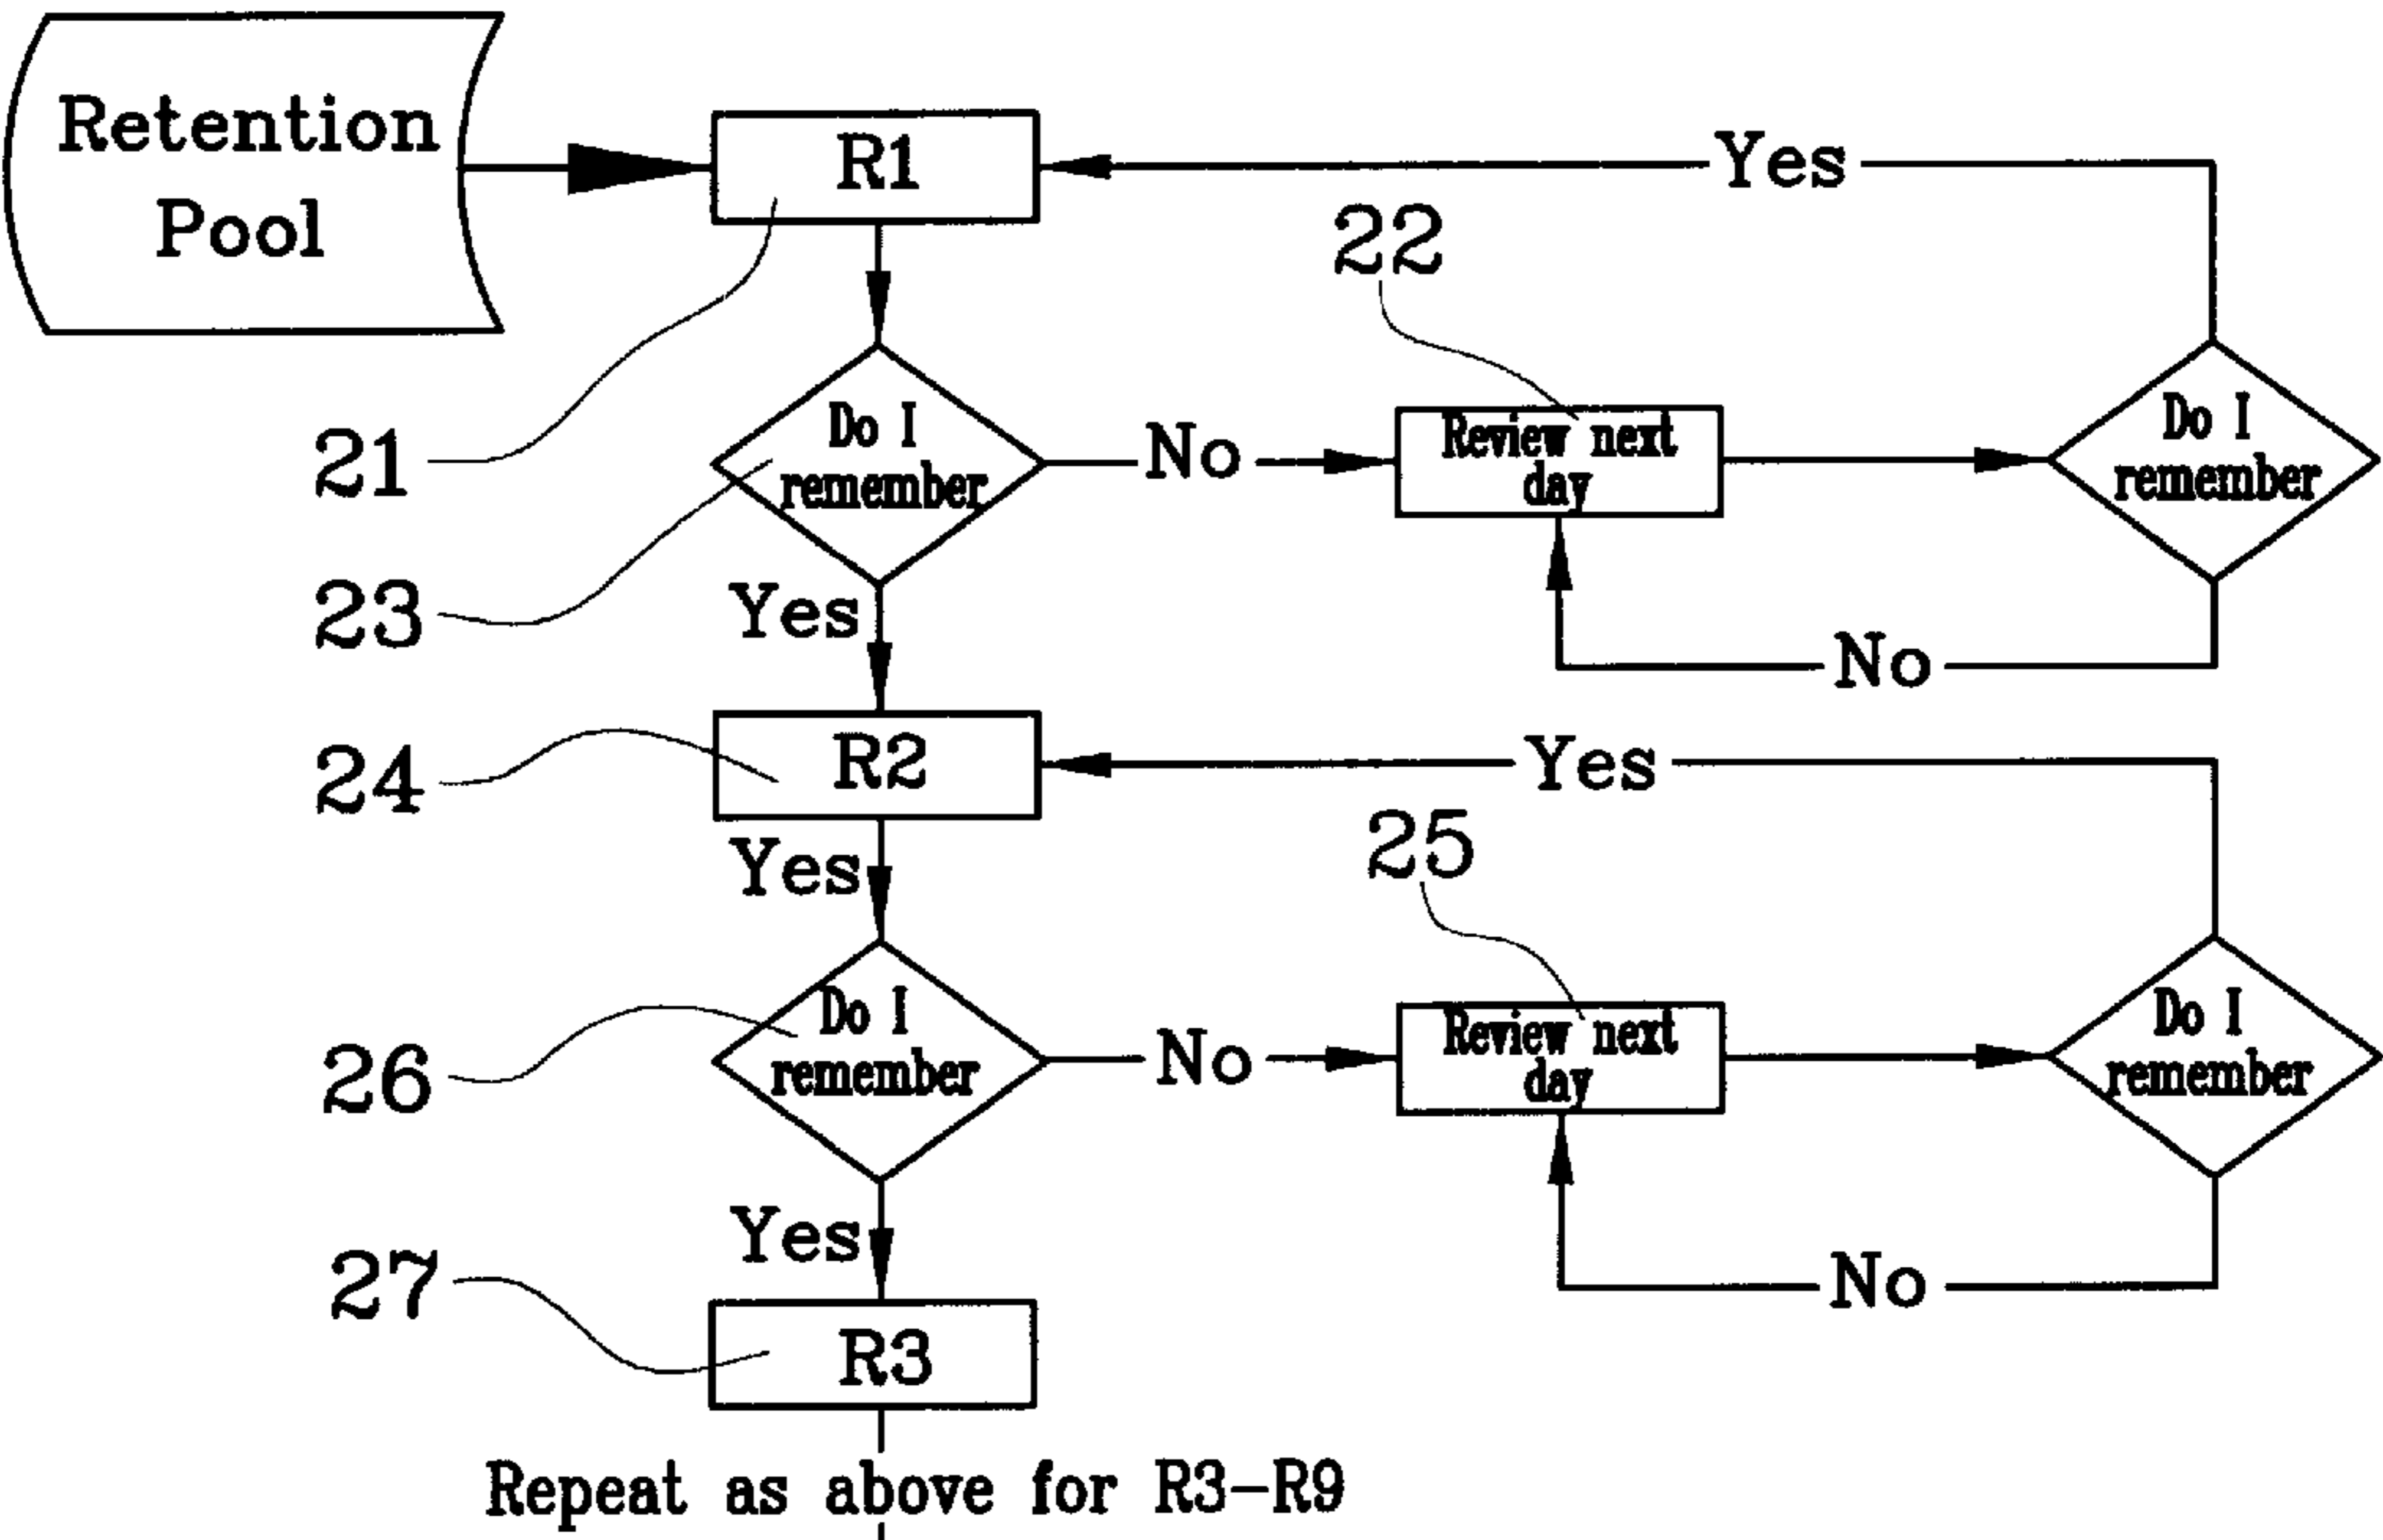 Retention
Pool
R1
Yes
22
21
Do I
remember
No
Review next
day
Do I
remember
23
Yes
No
24
R2
Yes
Yes
25
26
Do I
remember
No
Review next
day
Do I
remember
Yes
27
No
R3
Repeat as above for R3-R9